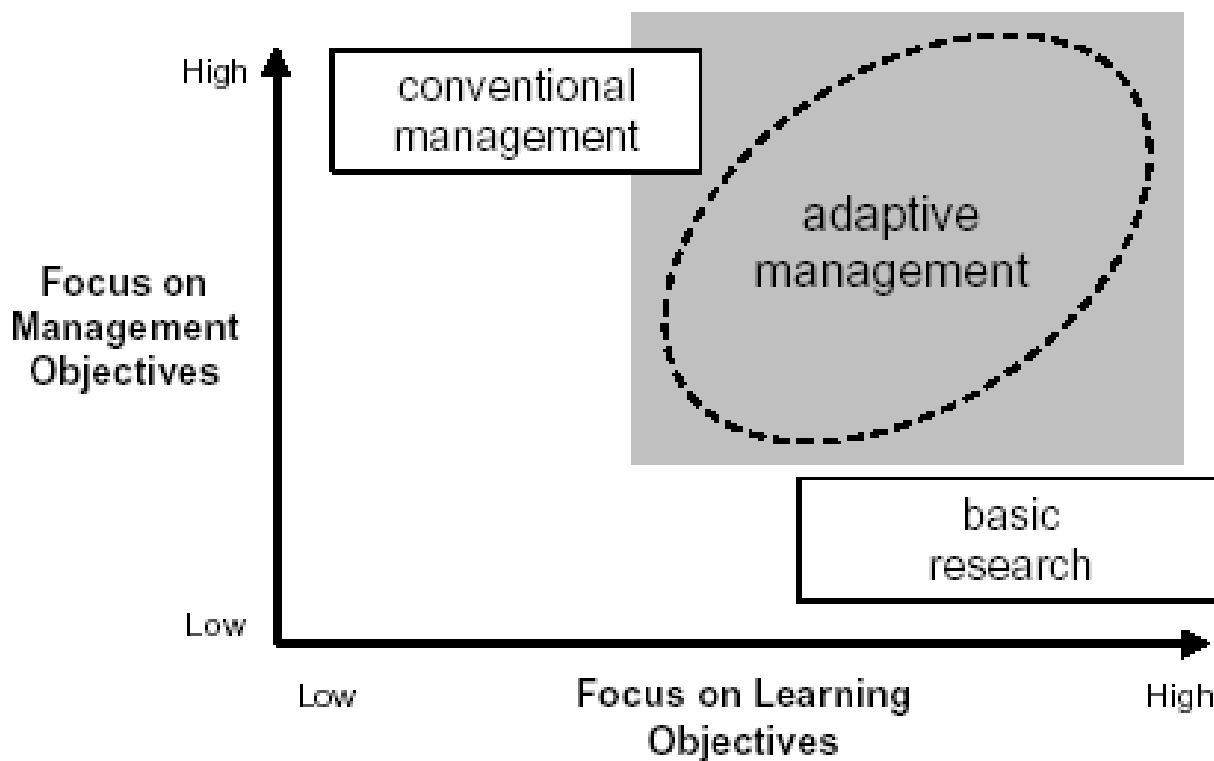 High
conventional
management
adaptive
management
Focus on
Management
Objectives
basic
research
Low
Low
Focus on Learning
Objectives
High